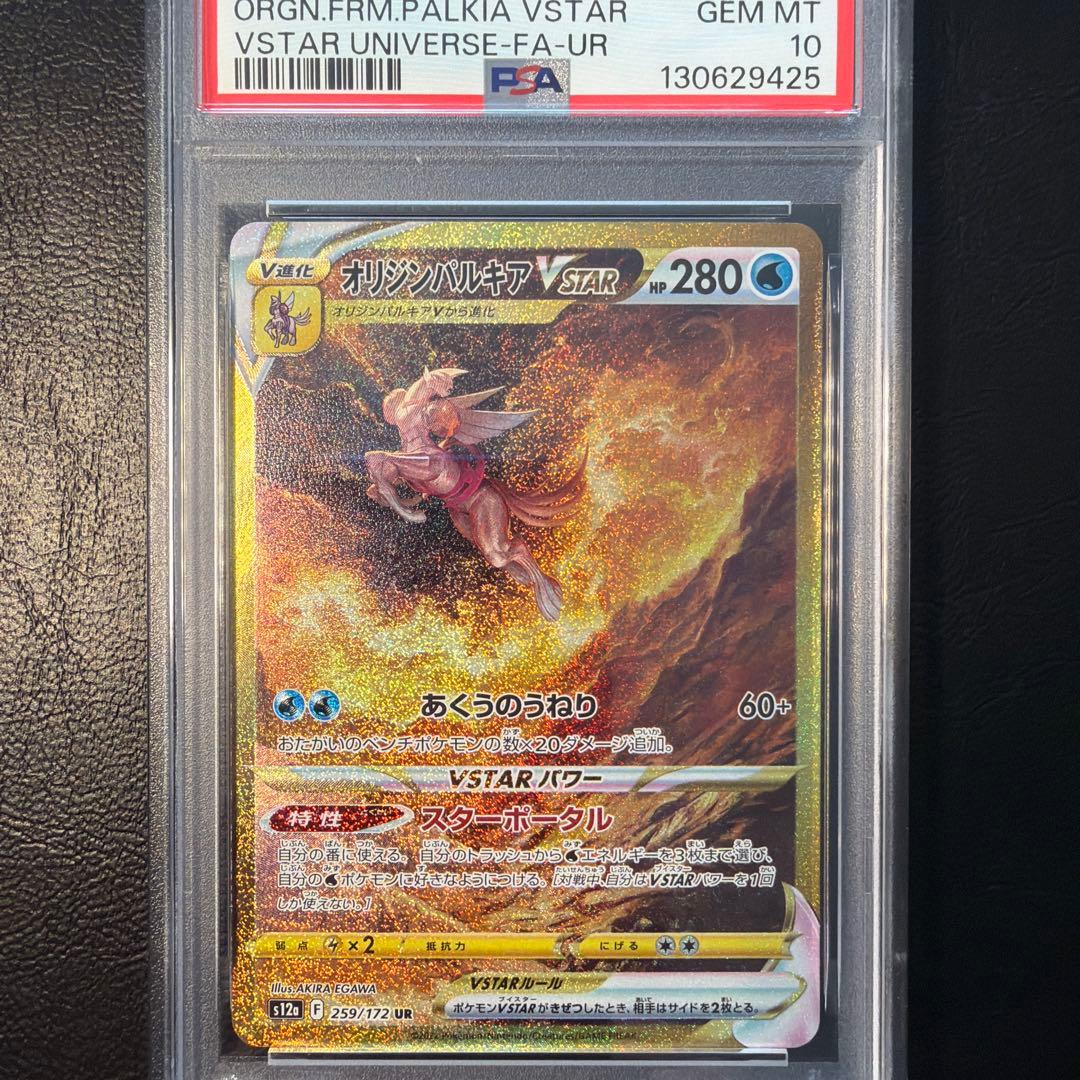 ORGN.FRM.PALKIA VSTAR GEM MT
VSTAR UNIVERSE-FA-UR 10
PSA 130629425
V進化 オリジンパルキア VSTAR HP 280
オリジンパルキアVから進化
あくうのうねり 60+
おたがいのベンチポケモンの数×20ダメージ追加。
VSTARパワー
特性 スターポータル
自分の番に使える。自分のトラッシュからエネルギーを3枚まで選び、
自分のポケモンに好きなようにつける。[対戦中、自分はVSTARパワーを1回
しか使えない。]
弱点 ×2 抵抗力 にげる
Illus. AKIRA EGAWA VSTARルール
s12a F 259/172 UR ポケモンVSTARがきぜつしたとき、相手はサイドを2枚とる。
©2022 Pokémon/Nintendo/Creatures/GAME FREAK.